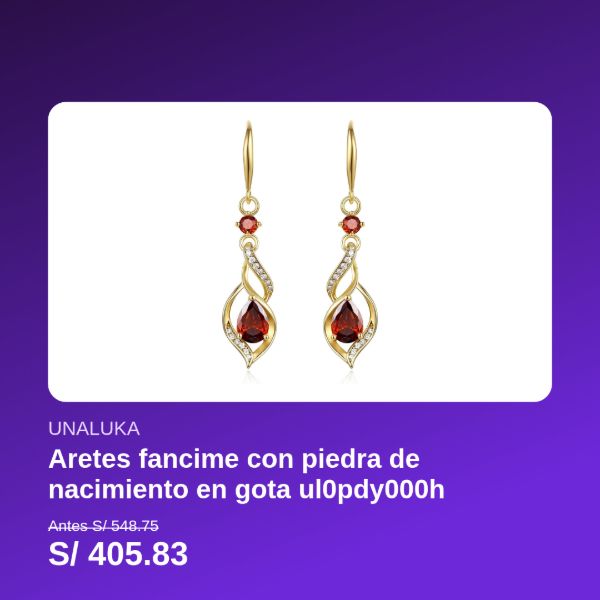 UNALUKA
Aretes fancime con piedra de
nacimiento en gota ul0pdy000h
Antes S/ 548.75
S/ 405.83